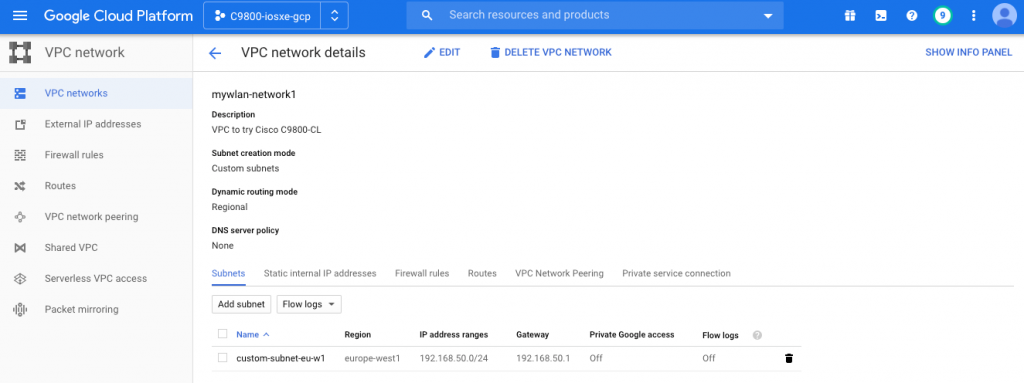 Google Cloud Platform
C9800-iosxe-gcp
Search resources and products
9
VPC network
VPC network details
EDIT
DELETE VPC NETWORK
SHOW INFO PANEL
VPC networks
External IP addresses
Firewall rules
Routes
VPC network peering
Shared VPC
Serverless VPC access
Packet mirroring
mywlan-network1
Description
VPC to try Cisco C9800-CL
Subnet creation mode
Custom subnets
Dynamic routing mode
Regional
DNS server policy
None
Subnets Static internal IP addresses Firewall rules Routes VPC Network Peering Private service connection
Add subnet Flow logs
Name Region IP address ranges Gateway Private Google access Flow logs
custom-subnet-eu-w1 europe-west1 192.168.50.0/24 192.168.50.1 Off Off